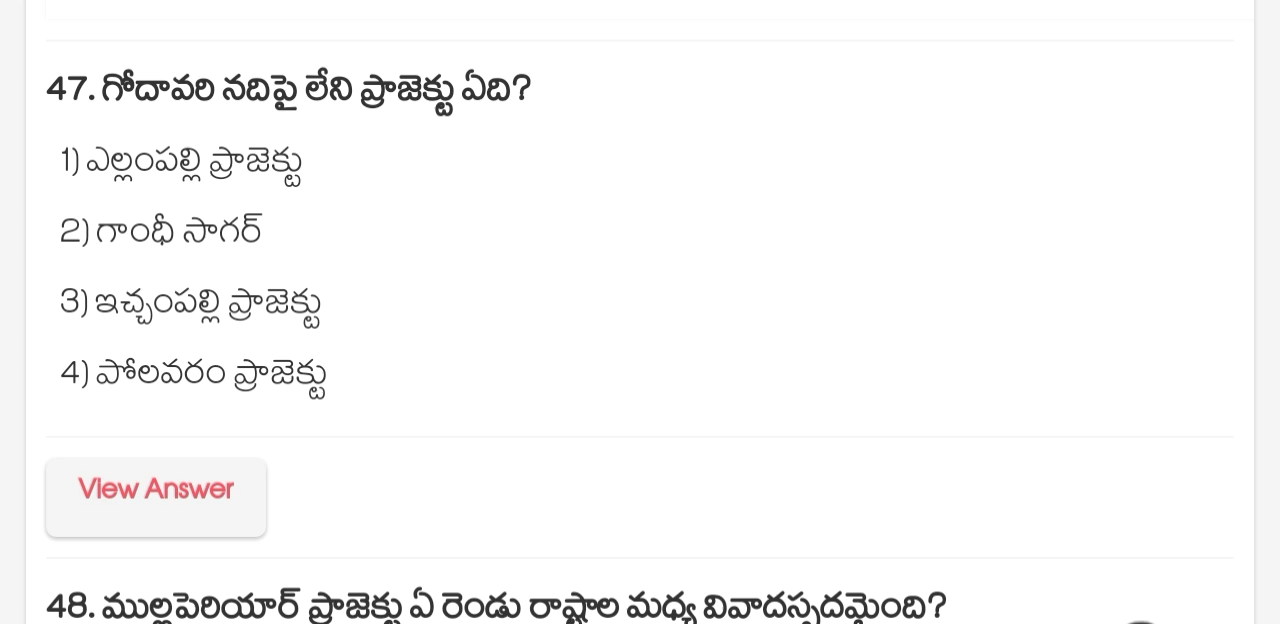 47. గోదావరి నదిపై లేని ప్రాజెక్టు ఏది?
1) ఎల్లంపల్లి ప్రాజెక్టు
2) గాంధీ సాగర్
3) ఇచ్చంపల్లి ప్రాజెక్టు
4) పోలవరం ప్రాజెక్టు
View Answer
48. ముల్లపెరియార్ ప్రాజెక్టు ఏ రెండు రాష్ట్రాల మధ్య వివాదస్పదమైంది?